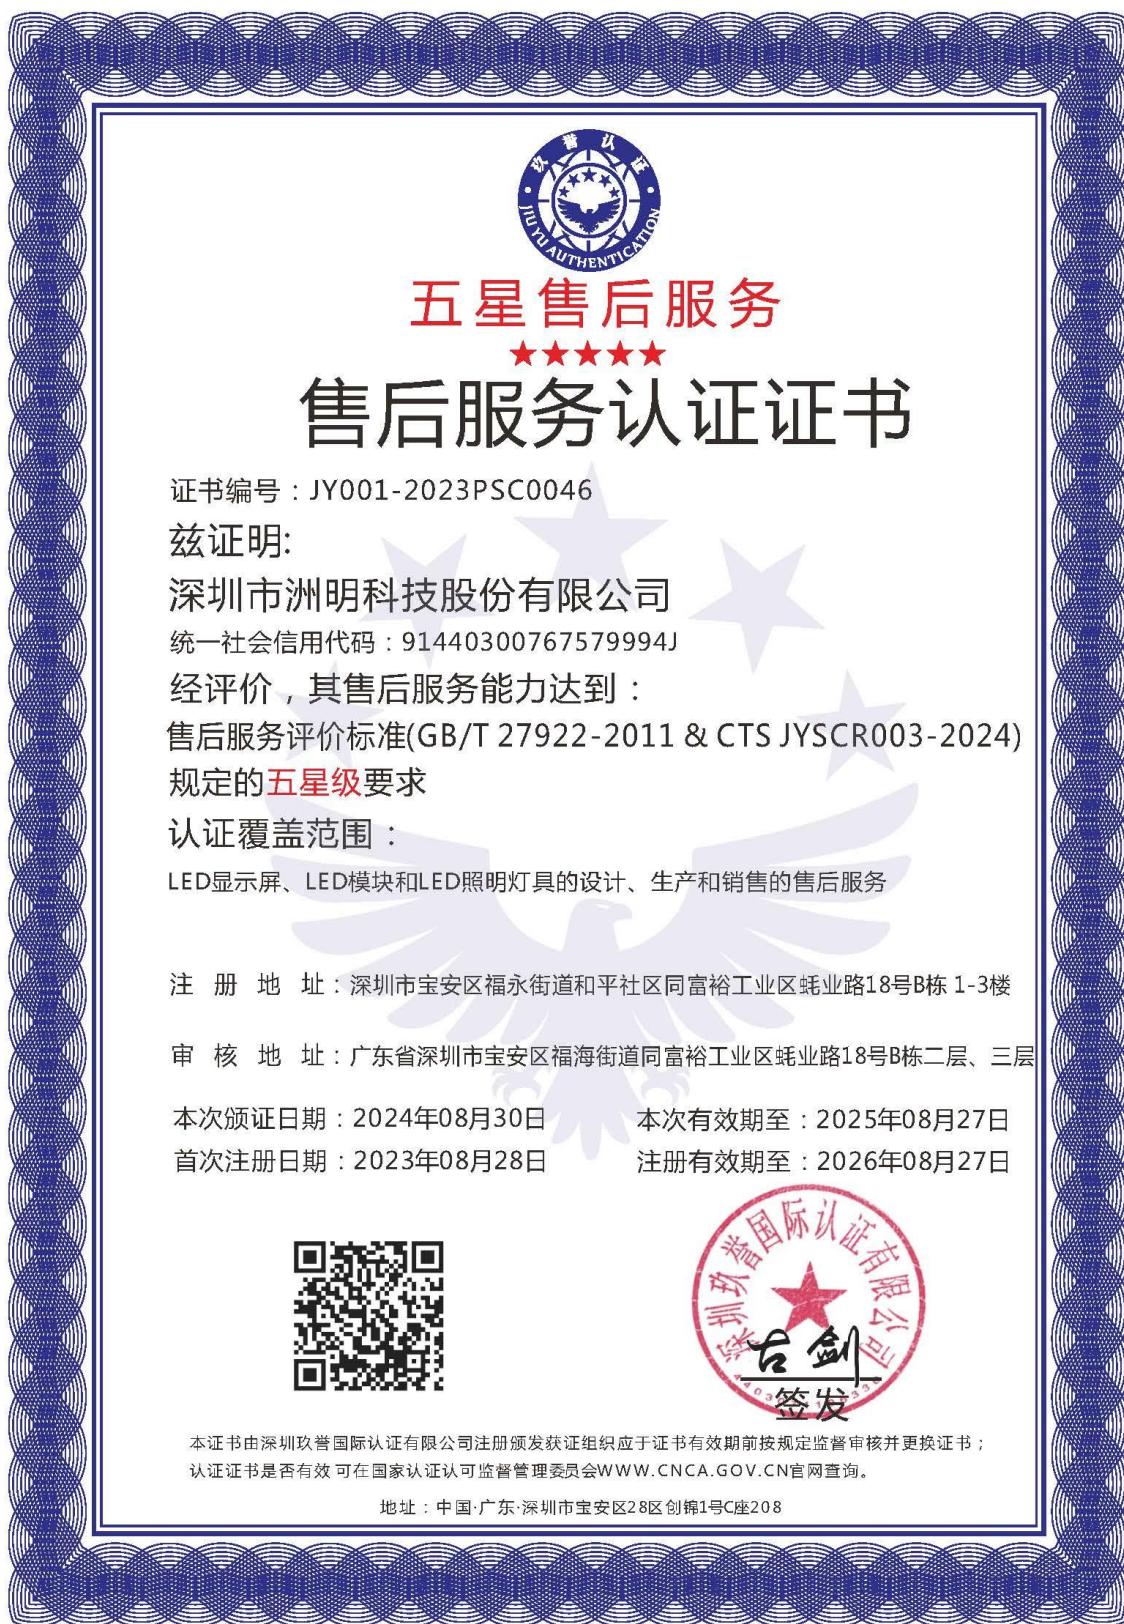 玖誉认证
JIU YU AUTHENTICATION
五星售后服务
★★★★★
售后服务认证证书
证书编号：JY001-2023PSC0046
兹证明:
深圳市洲明科技股份有限公司
统一社会信用代码：91440300767579994J
经评价，其售后服务能力达到：
售后服务评价标准(GB/T 27922-2011 & CTS JYSCR003-2024)
规定的五星级要求
认证覆盖范围：
LED显示屏、LED模块和LED照明灯具的设计、生产和销售的售后服务
注册地址：深圳市宝安区福永街道和平社区同富裕工业区蚝业路18号B栋 1-3楼
审核地址：广东省深圳市宝安区福海街道同富裕工业区蚝业路18号B栋二层、三层
本次颁证日期：2024年08月30日 本次有效期至：2025年08月27日
首次注册日期：2023年08月28日 注册有效期至：2026年08月27日
深圳玖誉国际认证有限公司
古剑
签发
本证书由深圳玖誉国际认证有限公司注册颁发获证组织应于证书有效期前按规定监督审核并更换证书；
认证证书是否有效 可在国家认证认可监督管理委员会WWW.CNCA.GOV.CN官网查询。
地址：中国·广东·深圳市宝安区28区创锦1号C座208